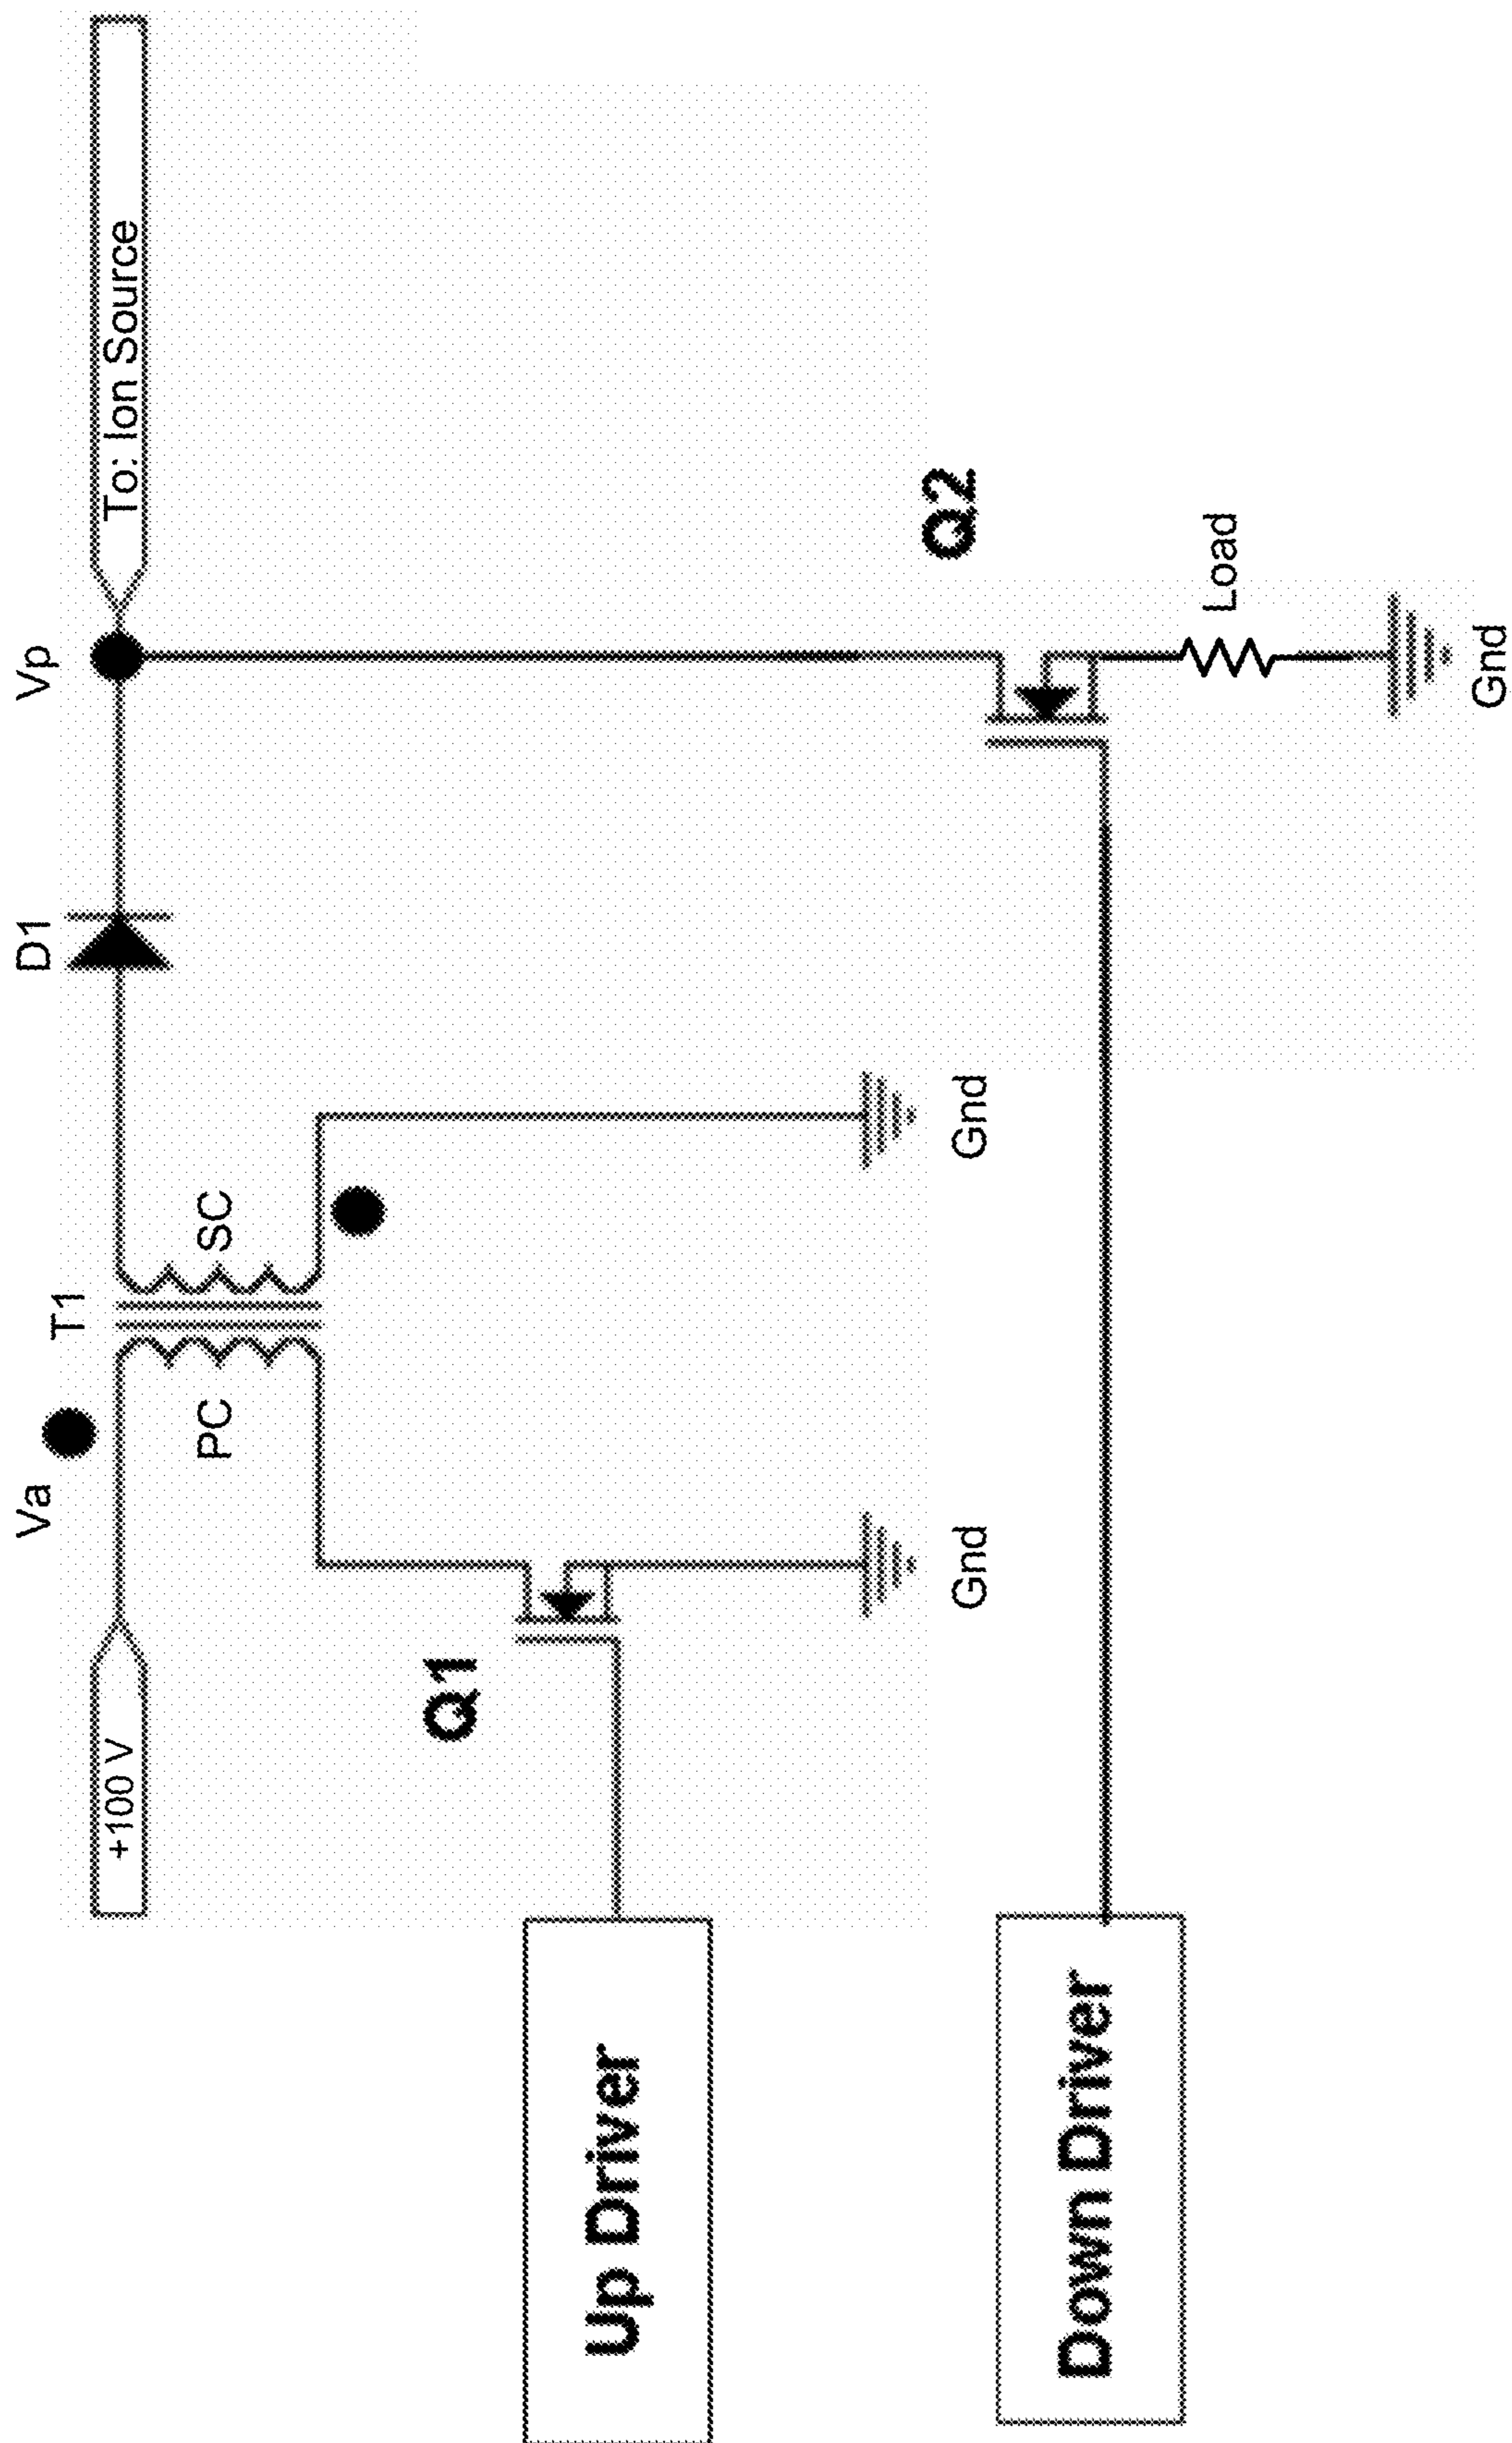 Va
T1
D1
Vp
+100 V
PC
SC
To: Ion Source
Q1
Up Driver
Gnd
Gnd
Q2
Down Driver
Load
Gnd